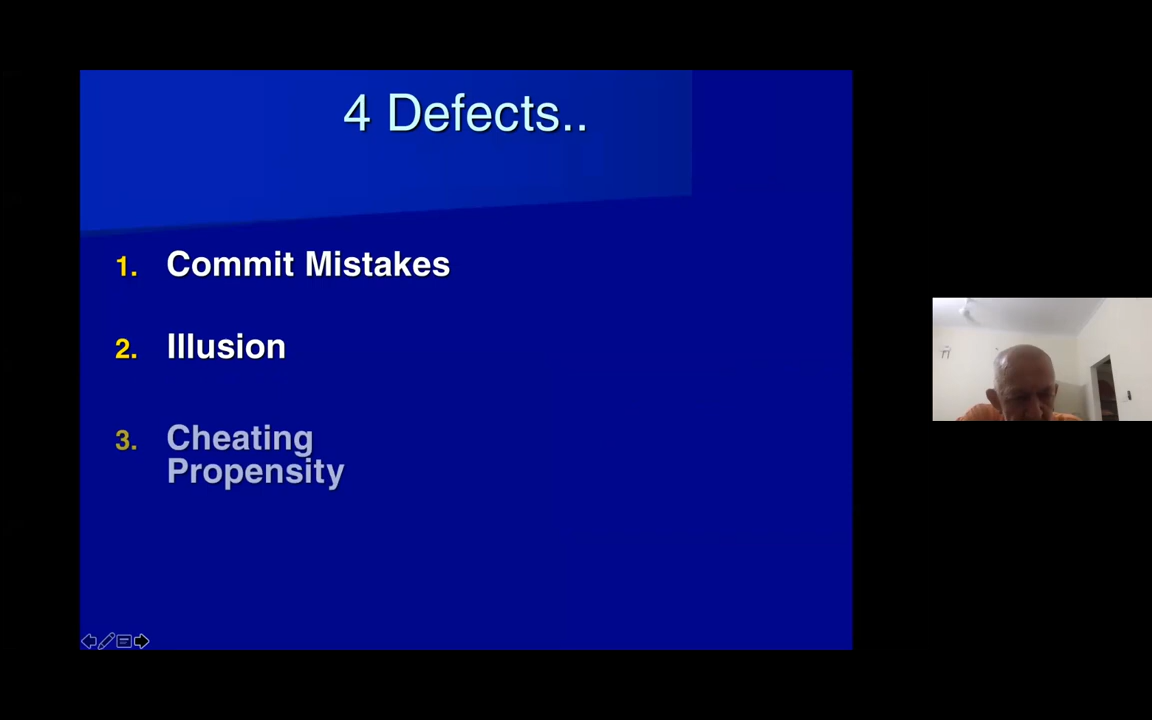 4 Defects..
1. Commit Mistakes
2. Illusion
3. Cheating
Propensity